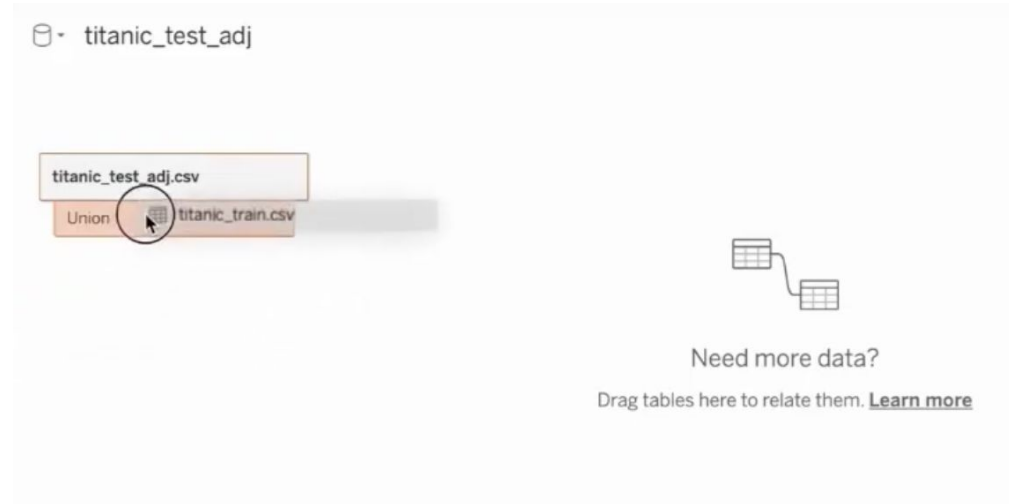 titanic_test_adj
titanic_test_adj.csv
Union titanic_train.csv
Need more data?
Drag tables here to relate them. Learn more